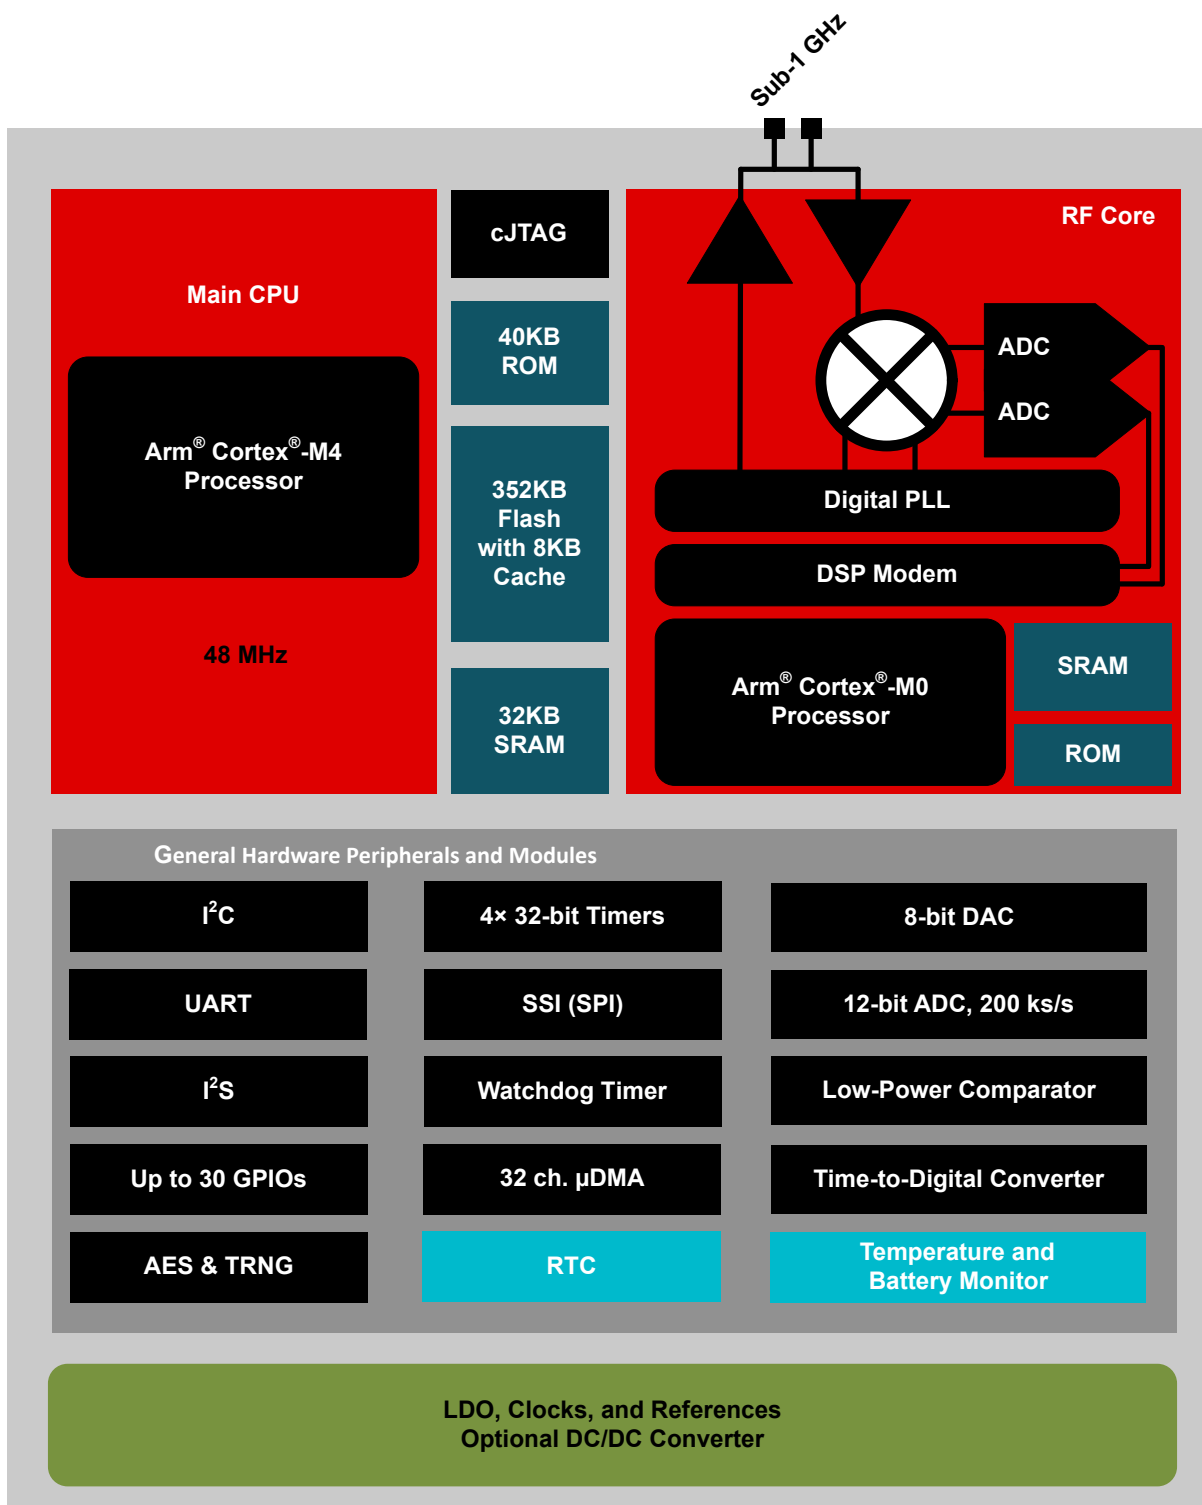 Sub-1 GHz
Main CPU
Arm® Cortex®-M4
Processor
48 MHz
cJTAG
40KB
ROM
352KB
Flash
with 8KB
Cache
32KB
SRAM
RF Core
ADC
ADC
Digital PLL
DSP Modem
Arm® Cortex®-M0
Processor
SRAM
ROM
General Hardware Peripherals and Modules
I²C
4× 32-bit Timers
8-bit DAC
UART
SSI (SPI)
12-bit ADC, 200 ks/s
I²S
Watchdog Timer
Low-Power Comparator
Up to 30 GPIOs
32 ch. µDMA
Time-to-Digital Converter
AES & TRNG
RTC
Temperature and
Battery Monitor
LDO, Clocks, and References
Optional DC/DC Converter